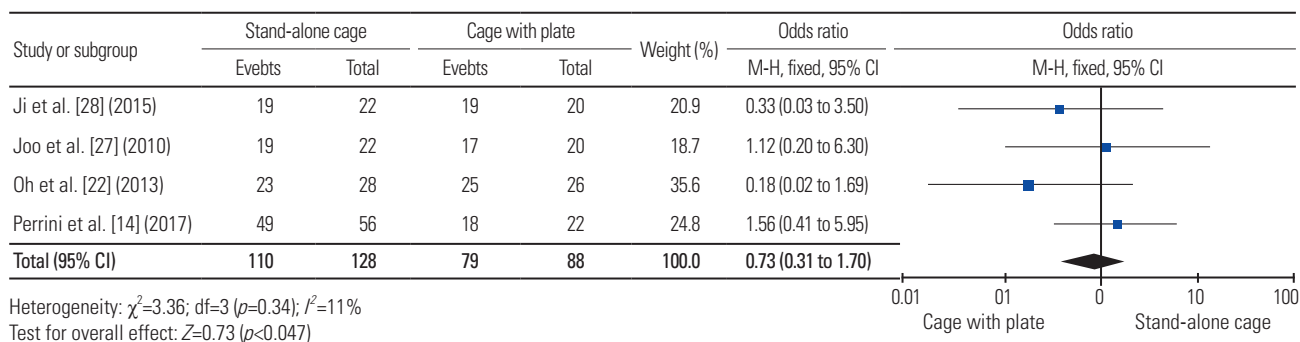 Study or subgroup Stand-alone cage Cage with plate Weight (%) Odds ratio Odds ratio
Evebts Total Evebts Total M-H, fixed, 95% CI M-H, fixed, 95% CI
Ji et al. [28] (2015) 19 22 19 20 20.9 0.33 (0.03 to 3.50)
Joo et al. [27] (2010) 19 22 17 20 18.7 1.12 (0.20 to 6.30)
Oh et al. [22] (2013) 23 28 25 26 35.6 0.18 (0.02 to 1.69)
Perrini et al. [14] (2017) 49 56 18 22 24.8 1.56 (0.41 to 5.95)
Total (95% CI) 110 128 79 88 100.0 0.73 (0.31 to 1.70)
Heterogeneity: χ²=3.36; df=3 (p=0.34); I²=11%
Test for overall effect: Z=0.73 (p<0.047)
0.01 01 0 10 100
Cage with plate Stand-alone cage